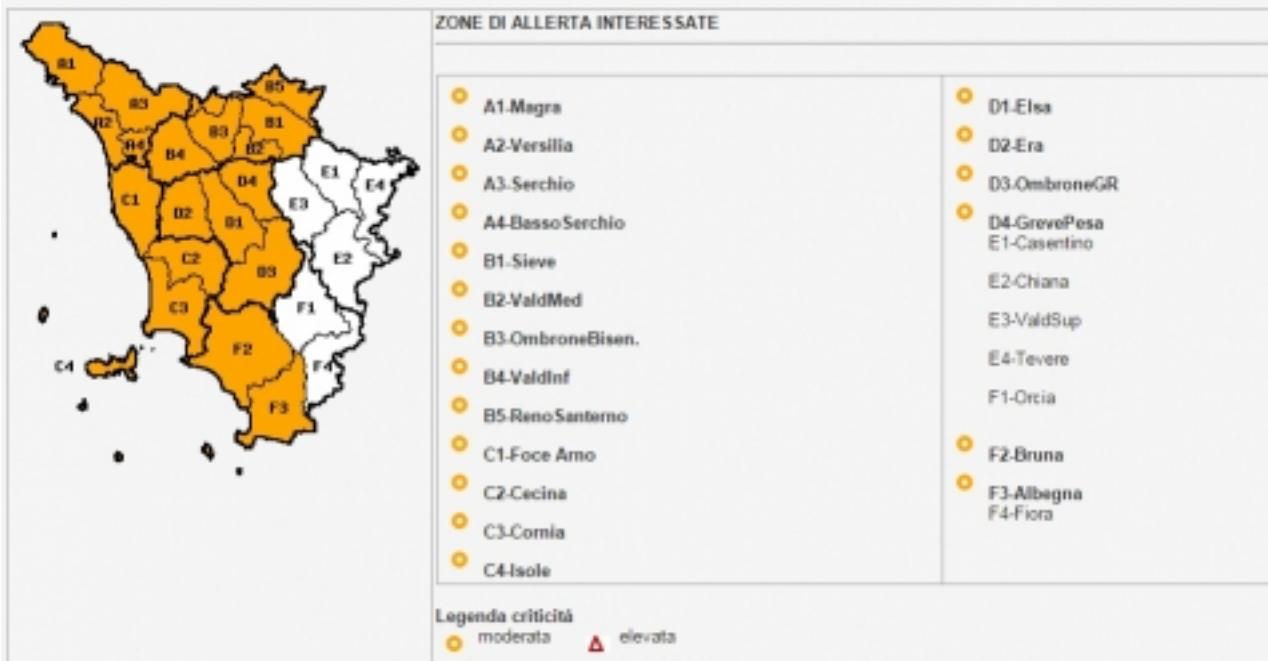 ZONE DI ALLERTA INTERESSATE
A1-Magra
A2-Versilia
A3-Serchio
A4-BassoSerchio
B1-Sieve
B2-ValdMed
B3-OmbroneBisen.
B4-ValdInf
B5-RenoSanterno
C1-Foce Arno
C2-Cecina
C3-Cornia
C4-Isole
D1-Elsa
D2-Era
D3-OmbroneGR
D4-GrevePesa
E1-Casentino
E2-Chiana
E3-ValdSup
E4-Tevere
F1-Orcia
F2-Bruna
F3-Albegna
F4-Fiora
A1
A3
B5
A2
A4
B4
B3
B1
B2
E1
E4
E3
D4
C1
D2
D1
E2
C2
D3
C3
F1
F2
F4
C4
F3
Legenda criticità
moderata
elevata